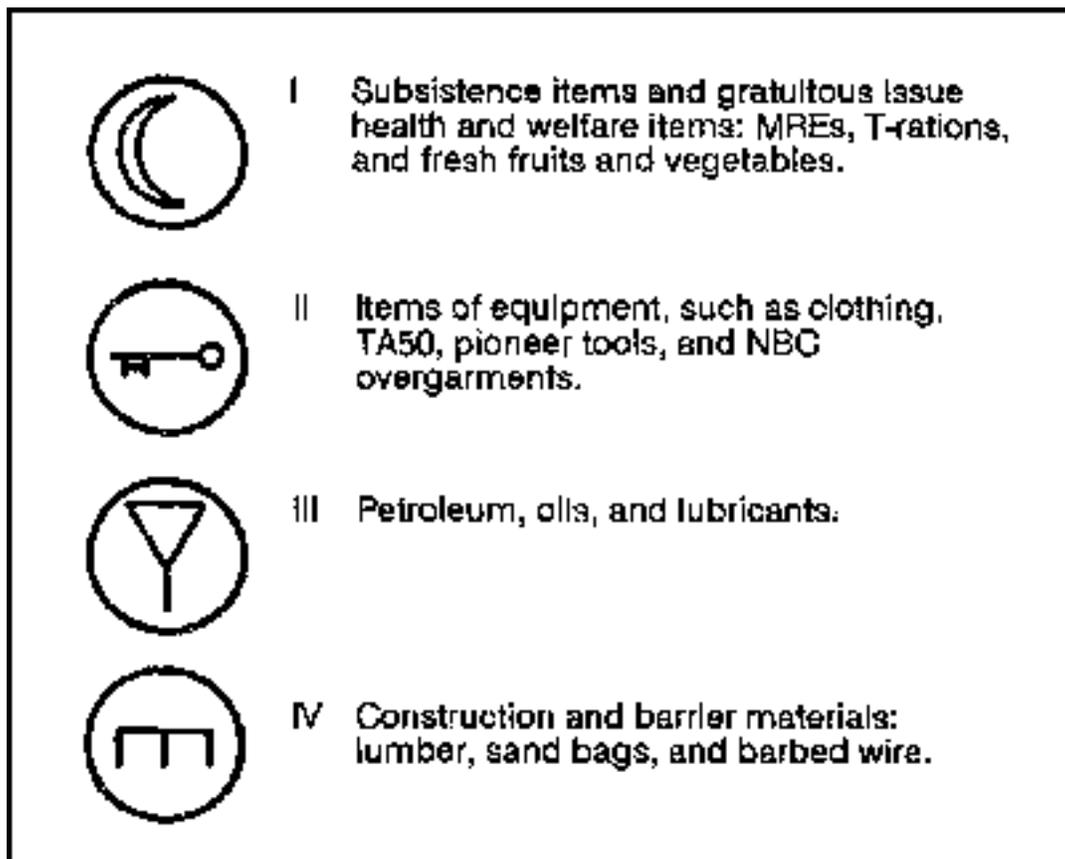 I Subsistence items and gratuitous issue
health and welfare items: MREs, T-rations,
and fresh fruits and vegetables.
II Items of equipment, such as clothing,
TA50, pioneer tools, and NBC
overgarments.
III Petroleum, oils, and lubricants.
IV Construction and barrier materials:
lumber, sand bags, and barbed wire.